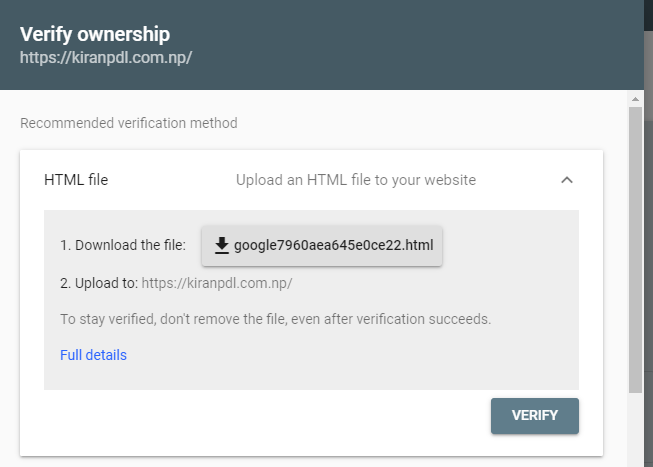 Verify ownership
https://kiranpdl.com.np/
Recommended verification method
HTML file Upload an HTML file to your website
1. Download the file: google7960aea645e0ce22.html
2. Upload to: https://kiranpdl.com.np/
To stay verified, don't remove the file, even after verification succeeds.
Full details
VERIFY